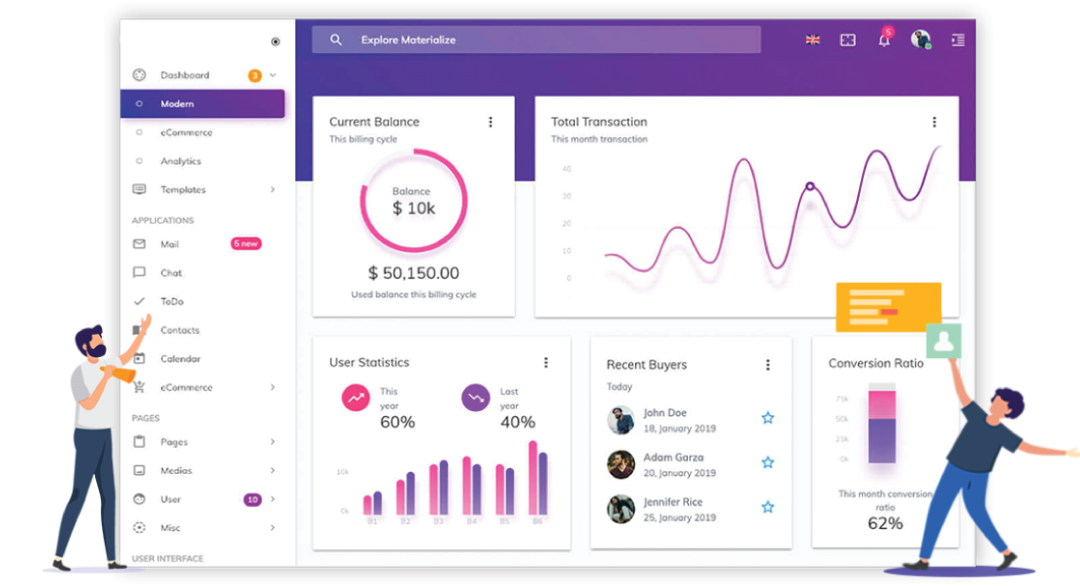 Explore Materialize
5
Dashboard
3
Modern
eCommerce
Analytics
Templates
APPLICATIONS
Mail
5 new
Chat
ToDo
Contacts
Calendar
eCommerce
PAGES
Pages
Medias
User
10
Misc
USER INTERFACE
Current Balance
This billing cycle
Balance
$ 10k
$ 50,150.00
Used balance this billing cycle
Total Transaction
This month transaction
40
30
20
10
0
User Statistics
This
year
60%
Last
year
40%
10k
0k
B1
B2
B3
B4
B5
B6
Recent Buyers
Today
John Doe
18, January 2019
Adam Garza
20, January 2019
Jennifer Rice
25, January 2019
Conversion Ratio
75k
50k
25k
0k
This month conversion
ratio
62%